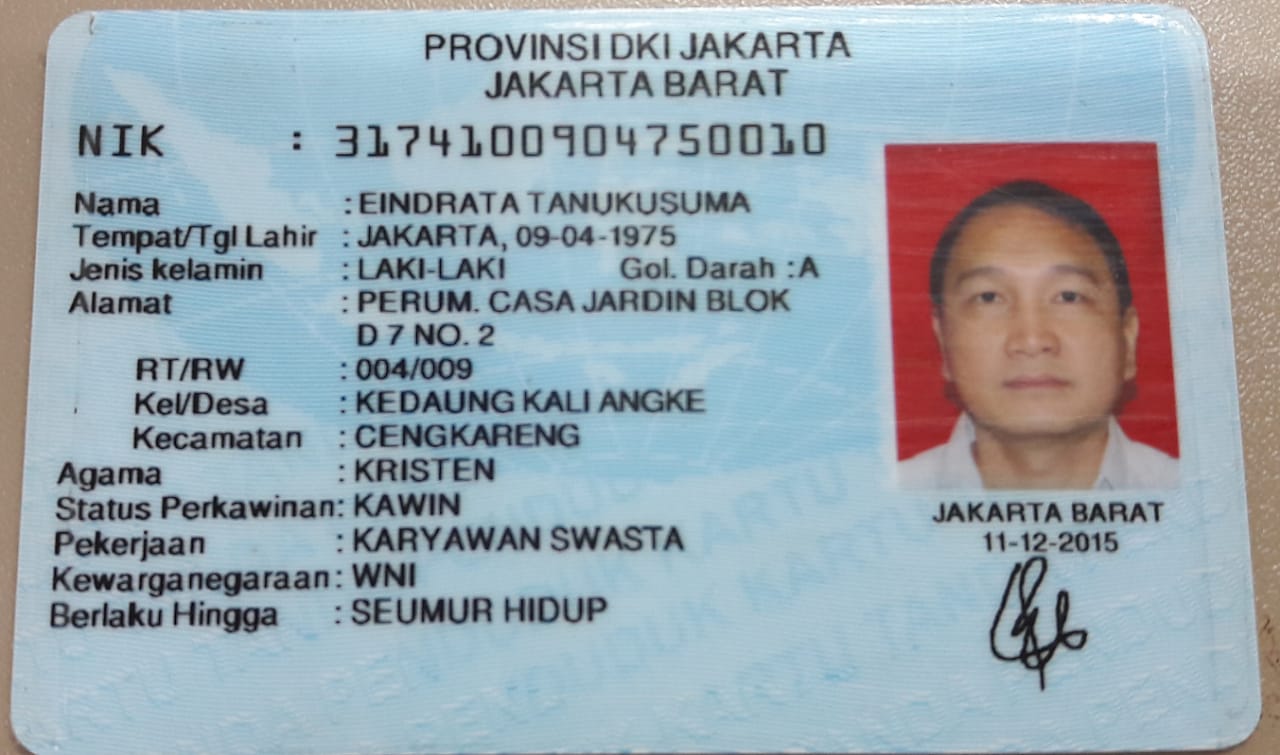 PROVINSI DKI JAKARTA
JAKARTA BARAT
NIK : 3174100904750010
Nama : EINDRATA TANUKUSUMA
Tempat/Tgl Lahir : JAKARTA, 09-04-1975
Jenis kelamin : LAKI-LAKI Gol. Darah : A
Alamat : PERUM. CASA JARDIN BLOK
D 7 NO. 2
RT/RW : 004/009
Kel/Desa : KEDAUNG KALI ANGKE
Kecamatan : CENGKARENG
Agama : KRISTEN
Status Perkawinan: KAWIN
Pekerjaan : KARYAWAN SWASTA
Kewarganegaraan: WNI
Berlaku Hingga : SEUMUR HIDUP
JAKARTA BARAT
11-12-2015